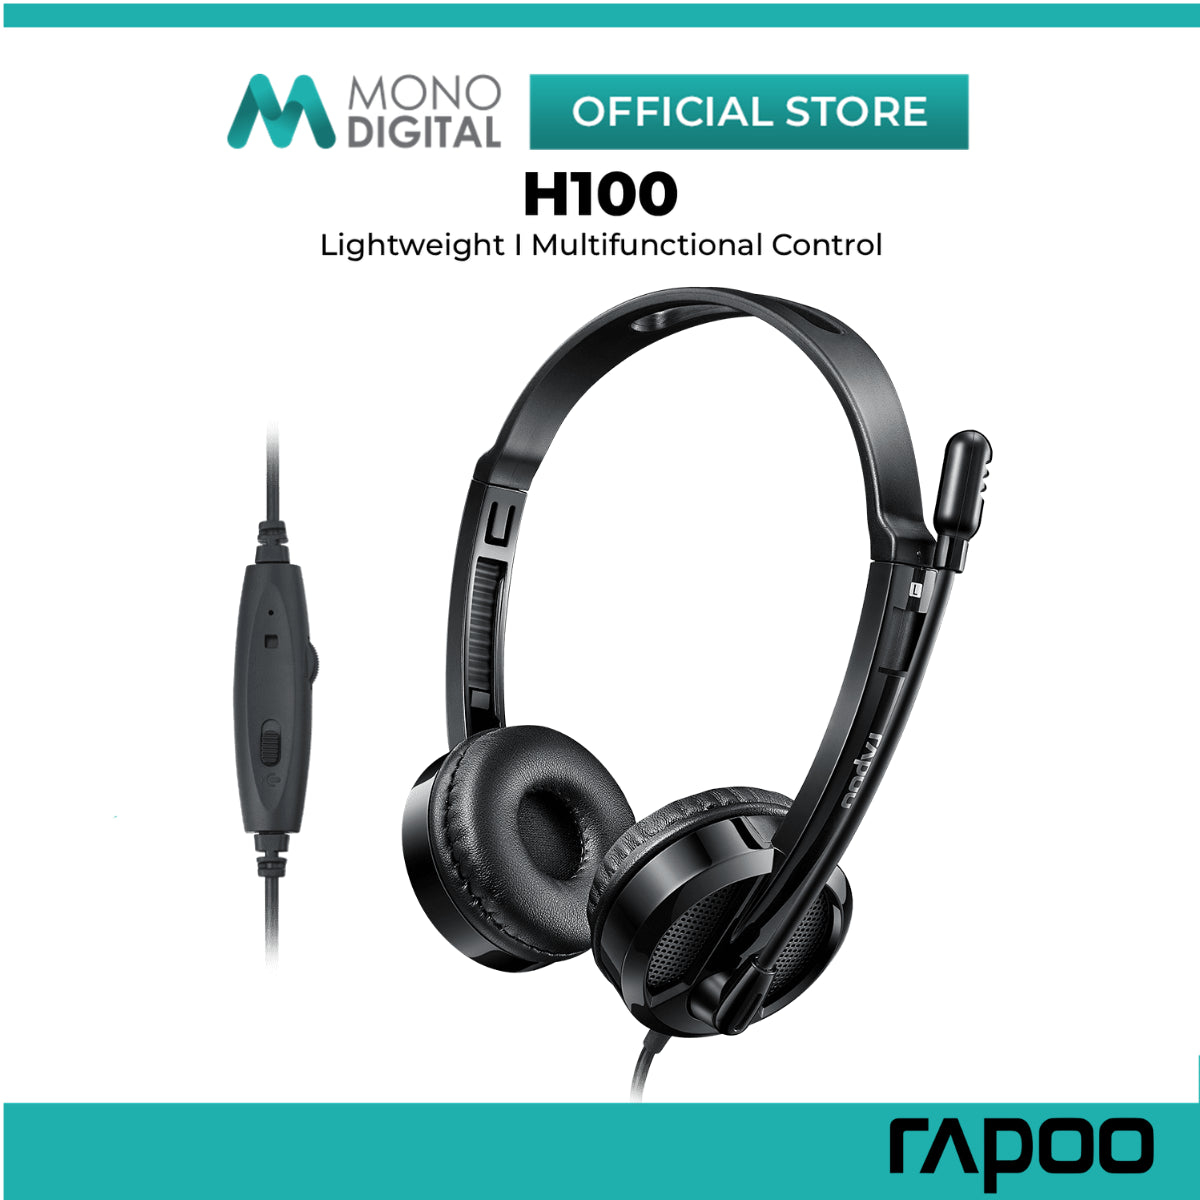 MONO
DIGITAL
OFFICIAL STORE
H100
Lightweight I Multifunctional Control
L
rapoo
rapoo